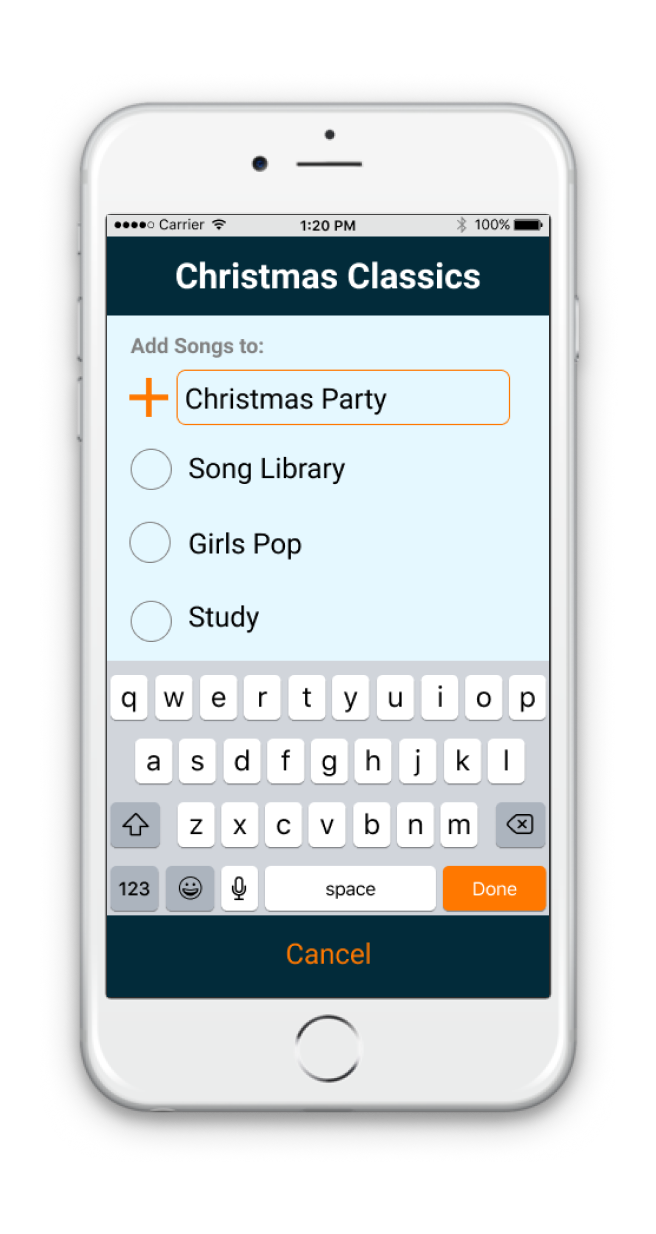 Carrier 1:20 PM 100%
Christmas Classics
Add Songs to:
Christmas Party
Song Library
Girls Pop
Study
q w e r t y u i o p
a s d f g h j k l
z x c v b n m
123 space Done
Cancel